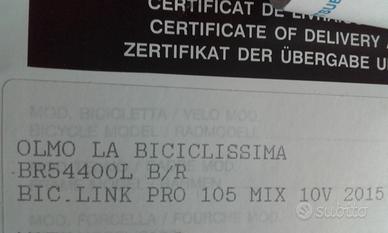 CERTIFICAT DE LIVRAISON
CERTIFICATE OF DELIVERY
ZERTIFIKAT DER ÜBERGABE
MOD. BICICLETTA / VELO MOD.
BICYCLE MODEL / RADMODELL
OLMO LA BICICLISSIMA
BR54400L B/R
BIC.LINK PRO 105 MIX 10V 2015
MOD. FORCELLA / FOURCHE MOD.
subito